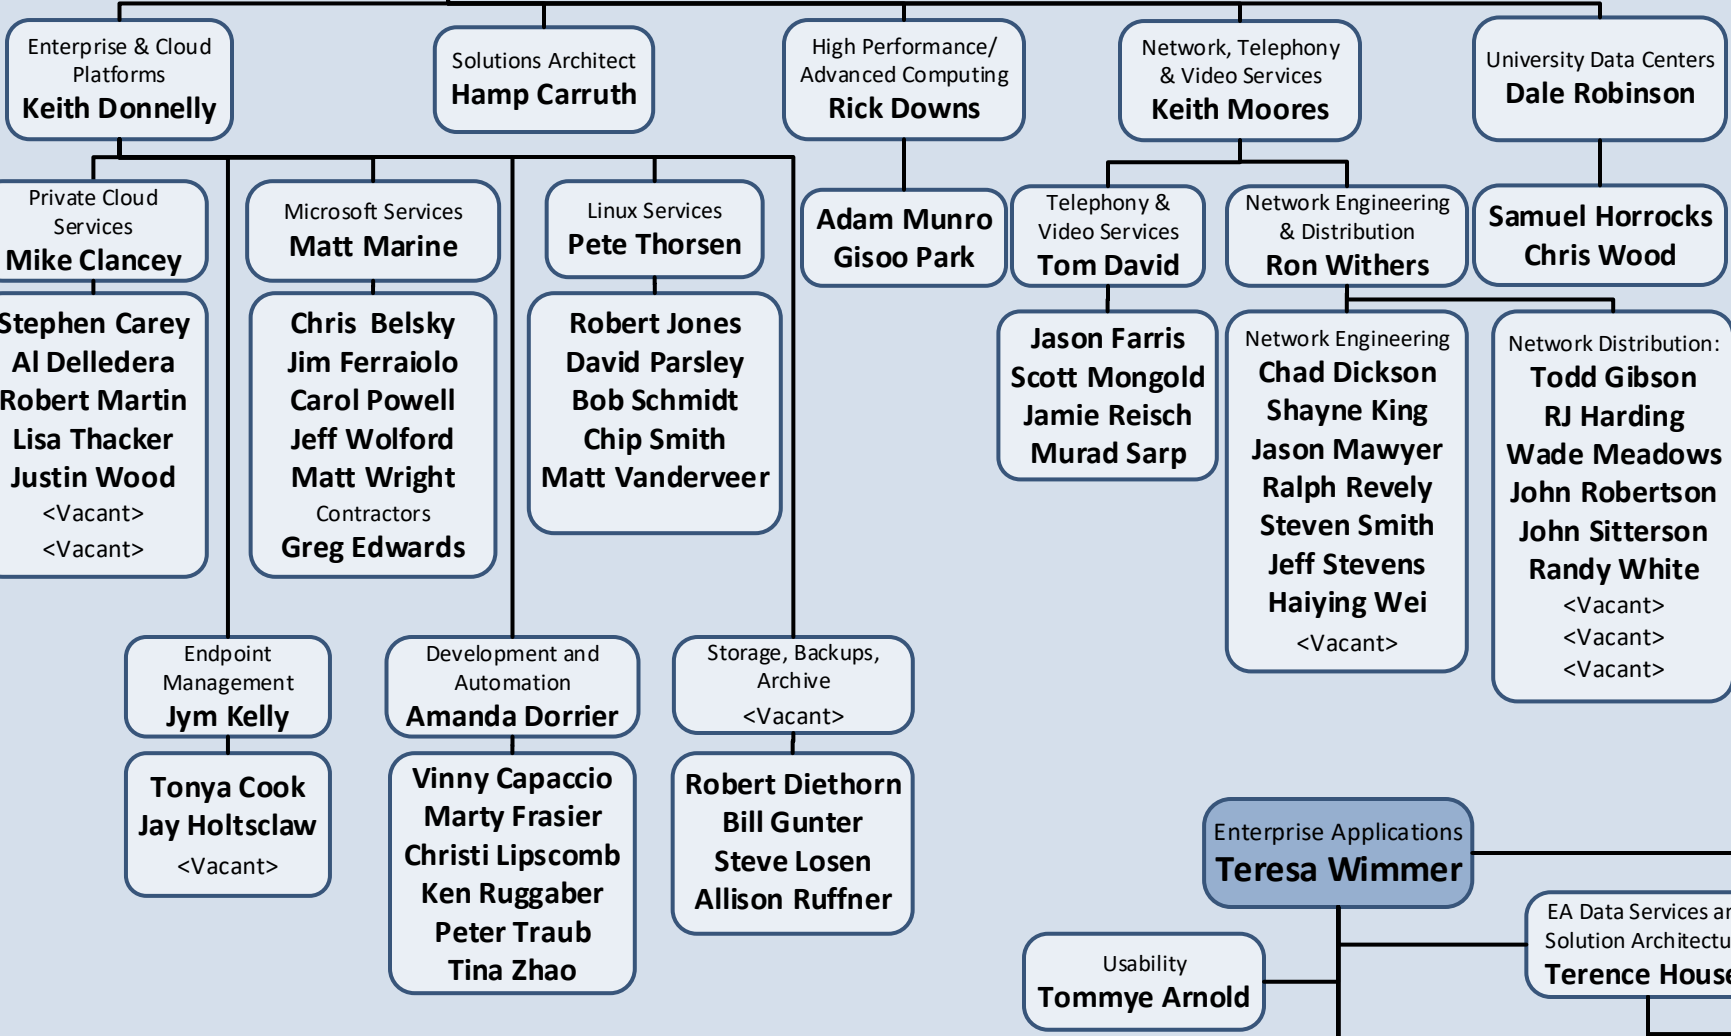 Enterprise & Cloud
Platforms
Keith Donnelly
Solutions Architect
Hamp Carruth
High Performance/
Advanced Computing
Rick Downs
Network, Telephony
& Video Services
Keith Moores
University Data Centers
Dale Robinson
Private Cloud
Services
Mike Clancey
Microsoft Services
Matt Marine
Linux Services
Pete Thorsen
Adam Munro
Gisoo Park
Telephony &
Video Services
Tom David
Network Engineering
& Distribution
Ron Withers
Samuel Horrocks
Chris Wood
Stephen Carey
Al Delledera
Robert Martin
Lisa Thacker
Justin Wood
<Vacant>
<Vacant>
Chris Belsky
Jim Ferraiolo
Carol Powell
Jeff Wolford
Matt Wright
Contractors
Greg Edwards
Robert Jones
David Parsley
Bob Schmidt
Chip Smith
Matt Vanderveer
Jason Farris
Scott Mongold
Jamie Reisch
Murad Sarp
Network Engineering
Chad Dickson
Shayne King
Jason Mawyer
Ralph Revely
Steven Smith
Jeff Stevens
Haiying Wei
<Vacant>
Network Distribution:
Todd Gibson
RJ Harding
Wade Meadows
John Robertson
John Sitterson
Randy White
<Vacant>
<Vacant>
<Vacant>
Endpoint
Management
Jym Kelly
Development and
Automation
Amanda Dorrier
Storage, Backups,
Archive
<Vacant>
Tonya Cook
Jay Holtsclaw
<Vacant>
Vinny Capaccio
Marty Frasier
Christi Lipscomb
Ken Ruggaber
Peter Traub
Tina Zhao
Robert Diethorn
Bill Gunter
Steve Losen
Allison Ruffner
Enterprise Applications
Teresa Wimmer
EA Data Services
Solution
Terence
Usability
Tommye Arnold